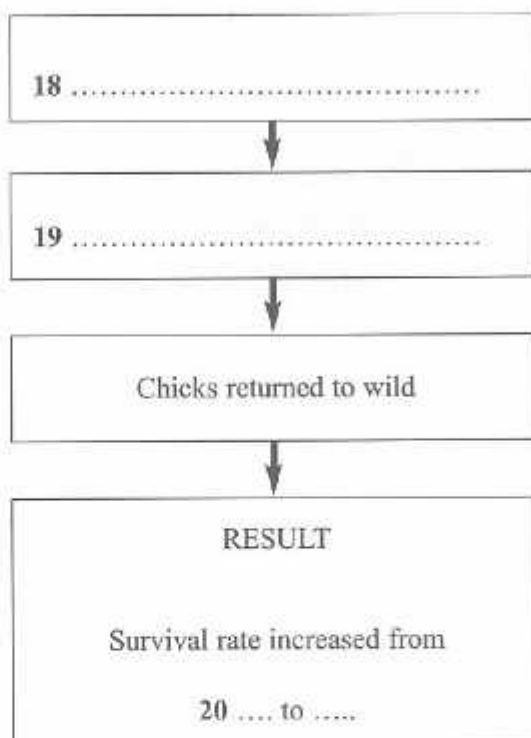 18 ........................................
19 ........................................
Chicks returned to wild
RESULT
Survival rate increased from
20 .... to .....